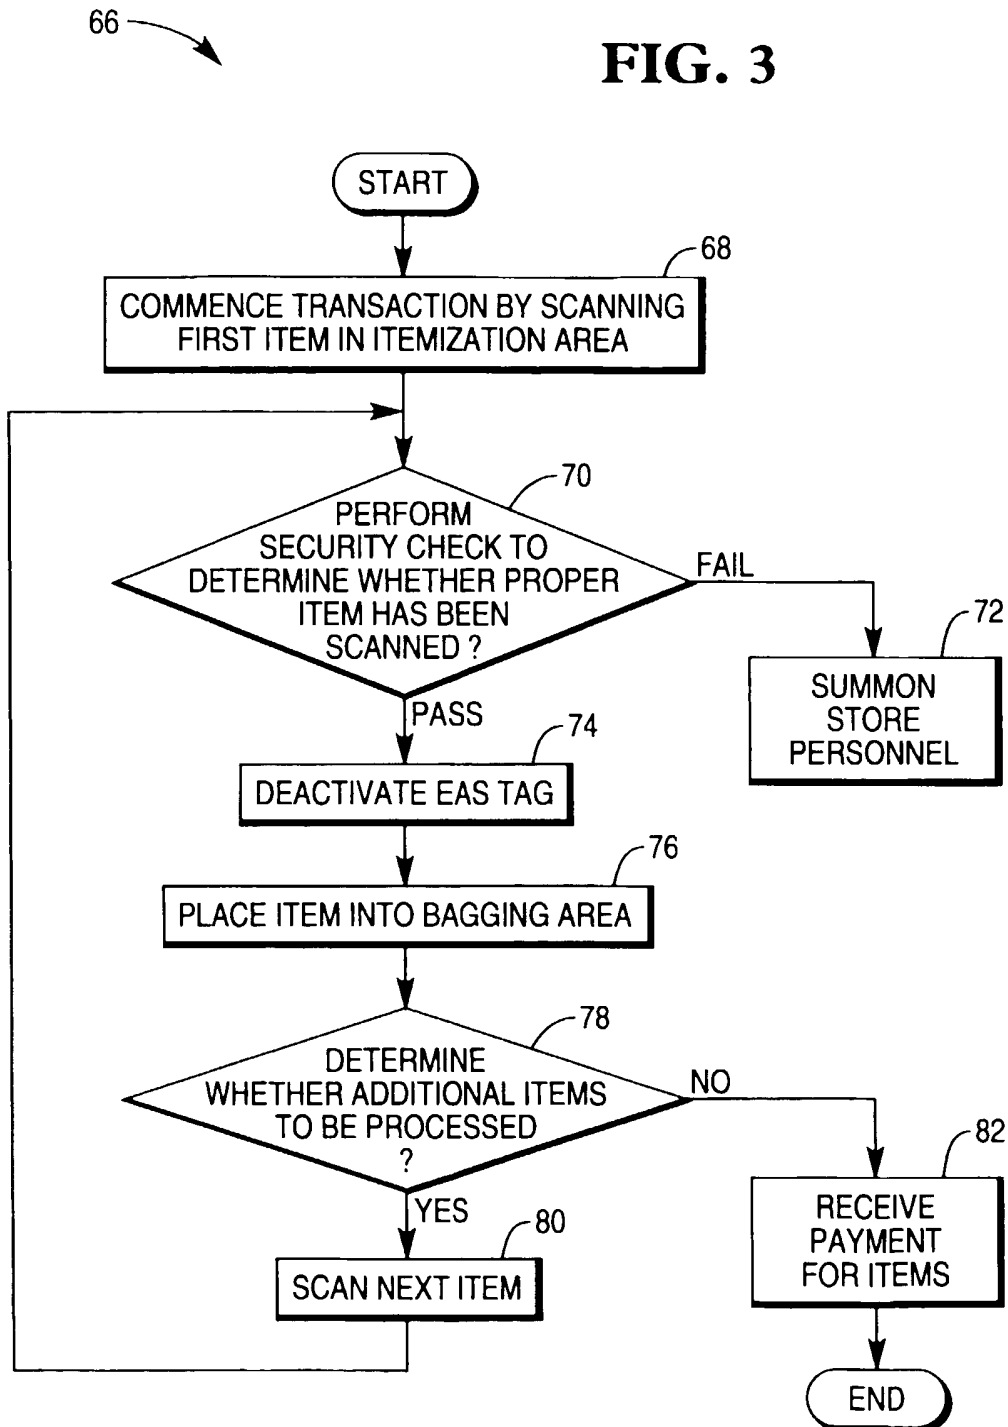 66
FIG. 3
START
68
COMMENCE TRANSACTION BY SCANNING
FIRST ITEM IN ITEMIZATION AREA
70
PERFORM
SECURITY CHECK TO
DETERMINE WHETHER PROPER
ITEM HAS BEEN
SCANNED ?
FAIL
72
SUMMON
STORE
PERSONNEL
PASS
74
DEACTIVATE EAS TAG
76
PLACE ITEM INTO BAGGING AREA
78
DETERMINE
WHETHER ADDITIONAL ITEMS
TO BE PROCESSED
?
NO
82
RECEIVE
PAYMENT
FOR ITEMS
YES
80
SCAN NEXT ITEM
END